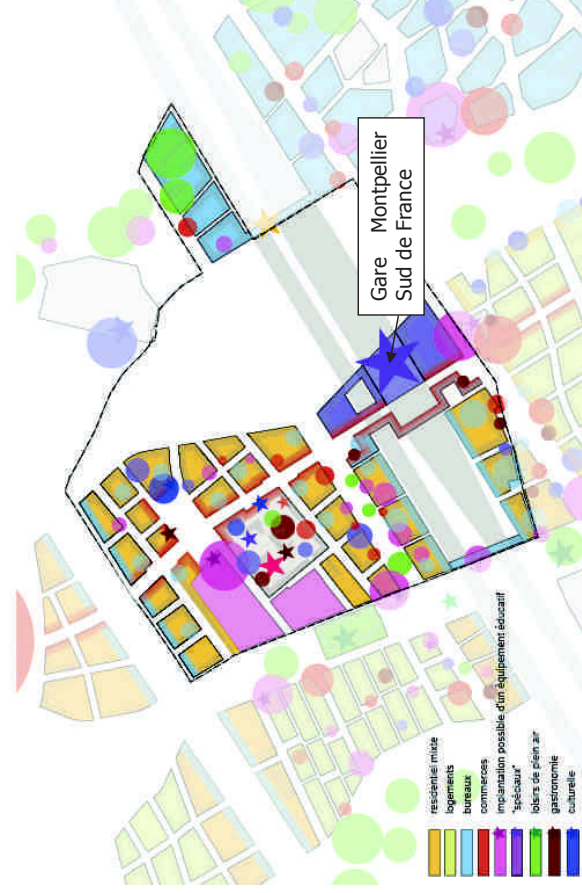 Gare Montpellier
Sud de France
residentiel mixte
logements
bureaux
commerces
implantation possible d'un équipement éducatif
"spéciaux"
loisirs de plein air
gastronomie
culturelle